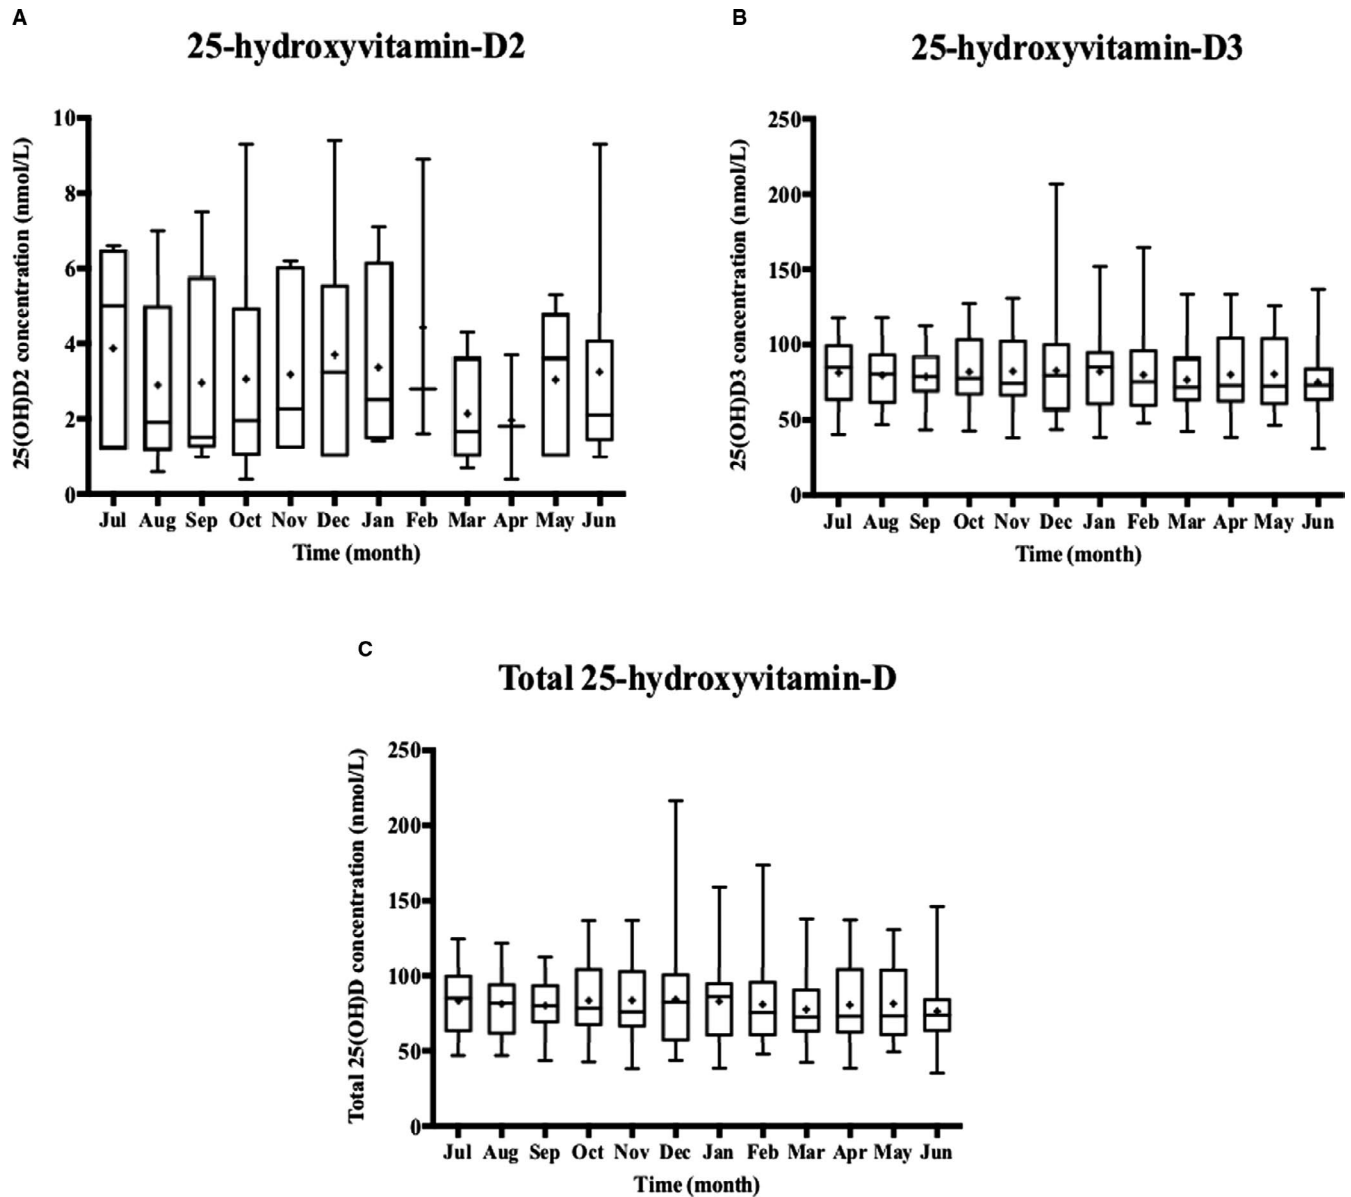 A
25-hydroxyvitamin-D2
25(OH)D2 concentration (nmol/L)
10
8
6
4
2
0
Jul Aug Sep Oct Nov Dec Jan Feb Mar Apr May Jun
Time (month)
B
25-hydroxyvitamin-D3
25(OH)D3 concentration (nmol/L)
250
200
150
100
50
0
Jul Aug Sep Oct Nov Dec Jan Feb Mar Apr May Jun
Time (month)
C
Total 25-hydroxyvitamin-D
Total 25(OH)D concentration (nmol/L)
250
200
150
100
50
0
Jul Aug Sep Oct Nov Dec Jan Feb Mar Apr May Jun
Time (month)